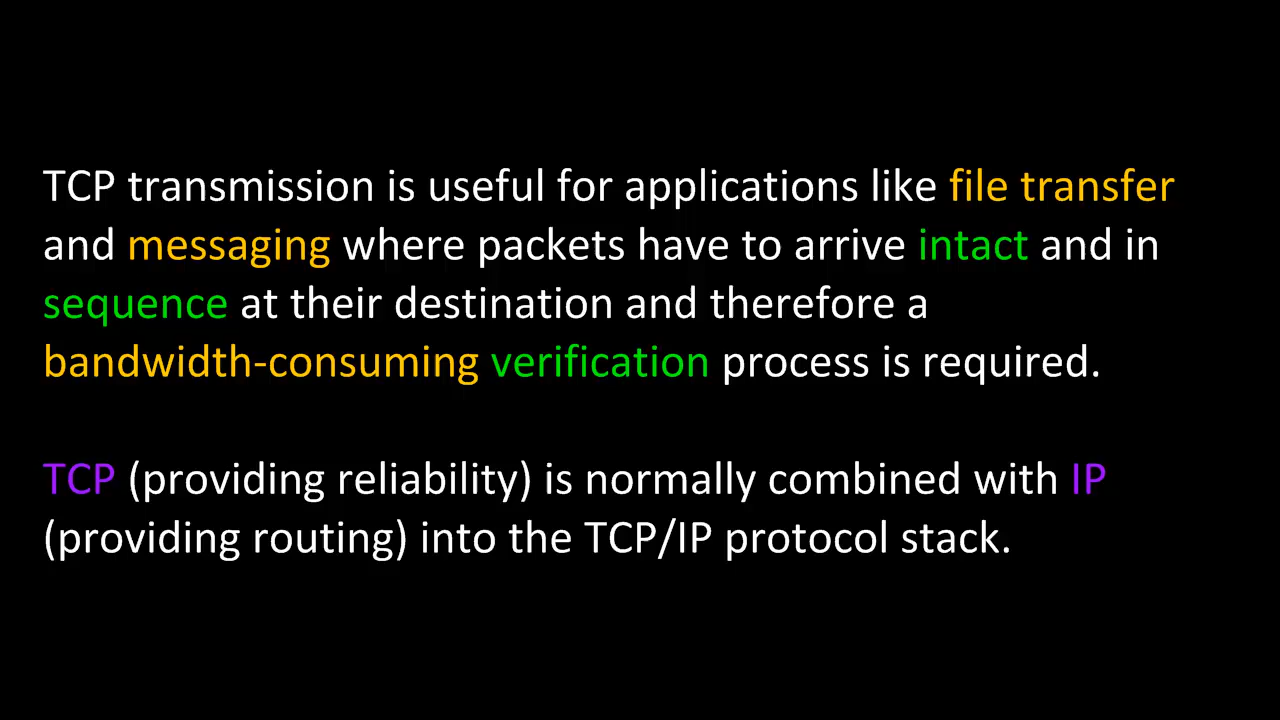 TCP transmission is useful for applications like file transfer
and messaging where packets have to arrive intact and in
sequence at their destination and therefore a
bandwidth-consuming verification process is required.
TCP (providing reliability) is normally combined with IP
(providing routing) into the TCP/IP protocol stack.